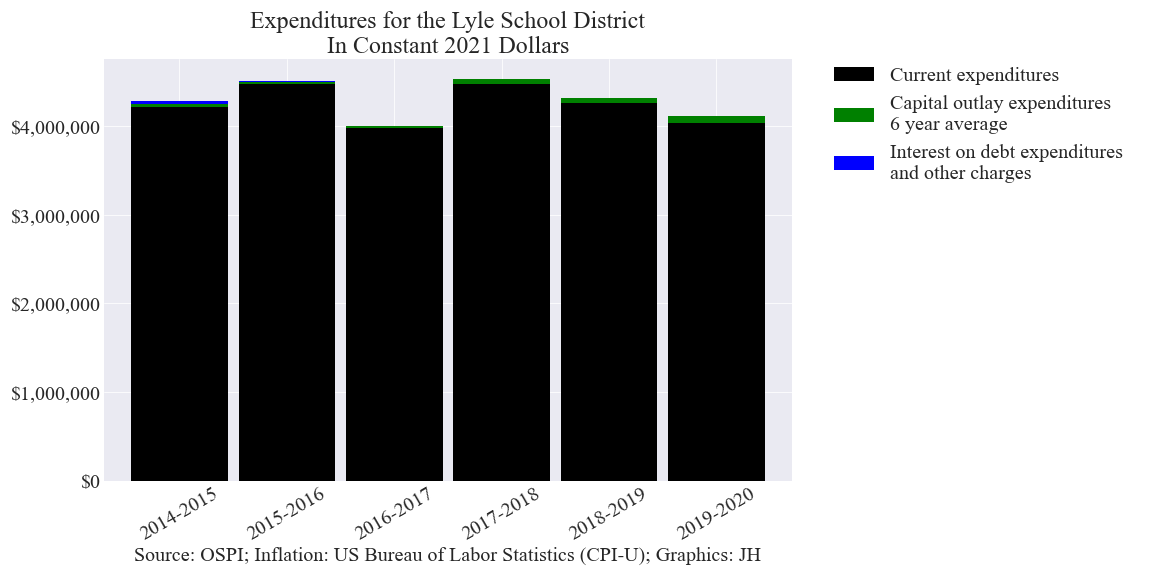 Expenditures for the Lyle School District
In Constant 2021 Dollars
Current expenditures
Capital outlay expenditures
6 year average
Interest on debt expenditures
and other charges
$4,000,000
$3,000,000
$2,000,000
$1,000,000
$0
2014-2015
2015-2016
2016-2017
2017-2018
2018-2019
2019-2020
Source: OSPI; Inflation: US Bureau of Labor Statistics (CPI-U); Graphics: JH